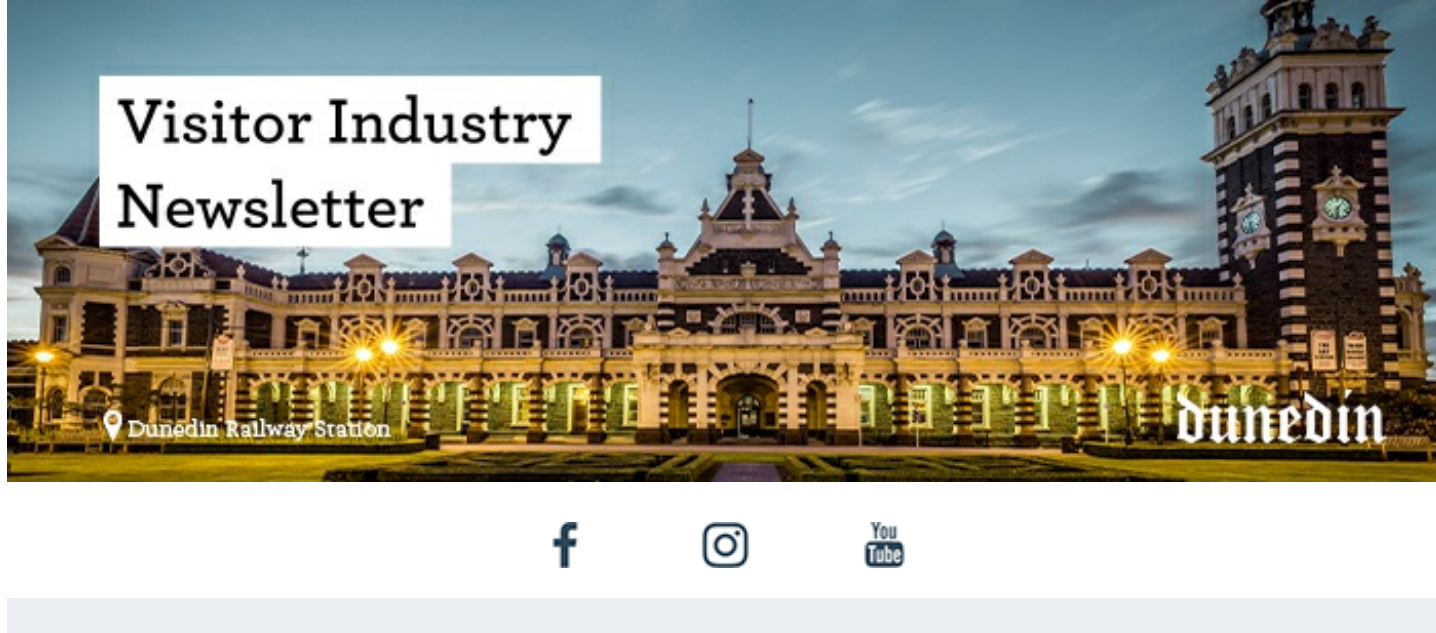 Visitor Industry
Newsletter
Dunedin Railway Station
dunedin
You
Tube